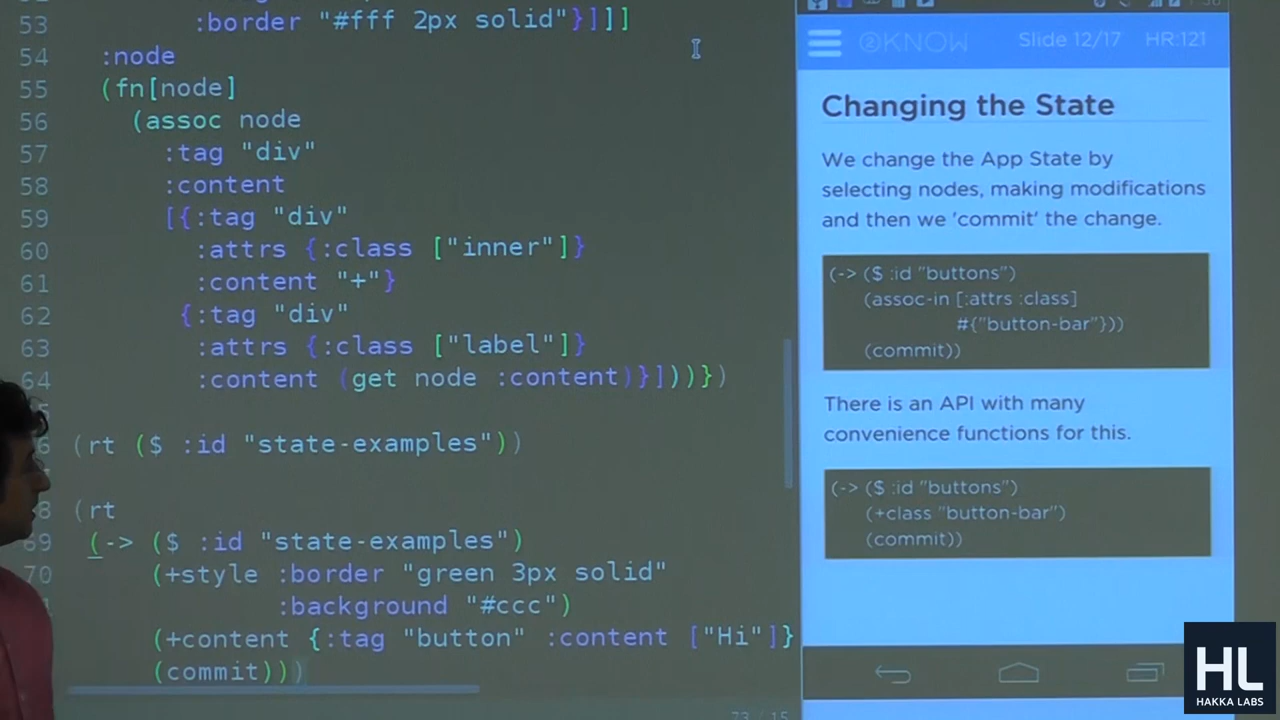 53 :border "#fff 2px solid"}]]]
54 :node
55 (fn[node]
56 (assoc node
57 :tag "div"
58 :content
59 [{:tag "div"
60 :attrs {:class ["inner"]}
61 :content "+"}
62 {:tag "div"
63 :attrs {:class ["label"]}
64 :content (get node :content)}]))})
6 (rt ($ :id "state-examples"))
8 (rt
69 (-> ($ :id "state-examples")
70 (+style :border "green 3px solid"
:background "#ccc")
(+content {:tag "button" :content ["Hi"]}
(commit)))
73 / 15
②KNOW Slide 12/17 HR:121
Changing the State
We change the App State by
selecting nodes, making modifications
and then we 'commit' the change.
(-> ($ :id "buttons")
(assoc-in [:attrs :class]
#{"button-bar"}))
(commit))
There is an API with many
convenience functions for this.
(-> ($ :id "buttons")
(+class "button-bar")
(commit))
HL
HAKKA LABS